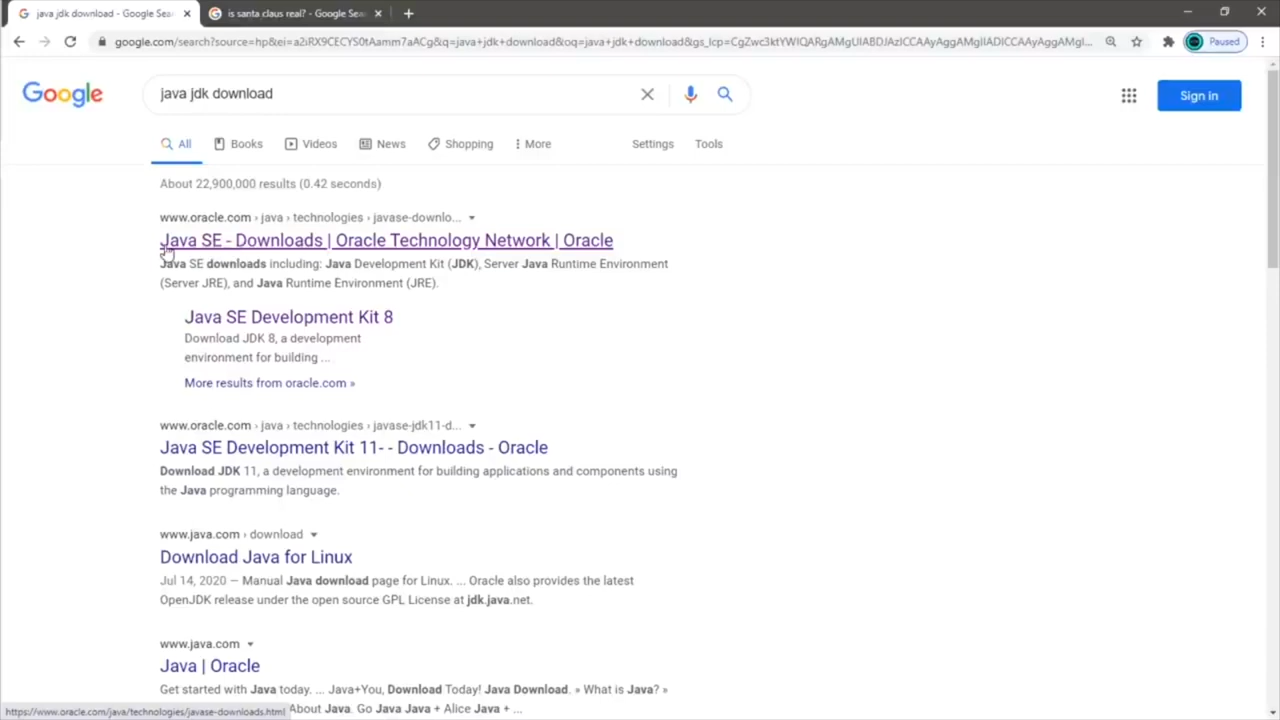 java jdk download - Google Sea
is santa claus real? - Google Sea
google.com/search?source=hp&ei=a2iRX9CECYS0tAamm7aACg&q=java+jdk+download&oq=java+jdk+download&gs_lcp=
Paused
Google
java jdk download
Sign in
All
Books
Videos
News
Shopping
More
Settings
Tools
About 22,900,000 results (0.42 seconds)
www.oracle.com › java › technologies › javase-downlo...
Java SE - Downloads | Oracle Technology Network | Oracle
Java SE downloads including: Java Development Kit (JDK), Server Java Runtime Environment
(Server JRE), and Java Runtime Environment (JRE).
Java SE Development Kit 8
Download JDK 8, a development
environment for building ...
More results from oracle.com »
www.oracle.com › java › technologies › javase-jdk11-d...
Java SE Development Kit 11- - Downloads - Oracle
Download JDK 11, a development environment for building applications and components using
the Java programming language.
www.java.com › download
Download Java for Linux
Jul 14, 2020 — Manual Java download page for Linux. ... Oracle also provides the latest
OpenJDK release under the open source GPL License at jdk.java.net.
www.java.com
Java | Oracle
Get started with Java today. ... Java+You, Download Today! Java Download. » What is Java? »
https://www.oracle.com/java/technologies/javase-downloads.html
About Java. Go Java Java + Alice Java + ...